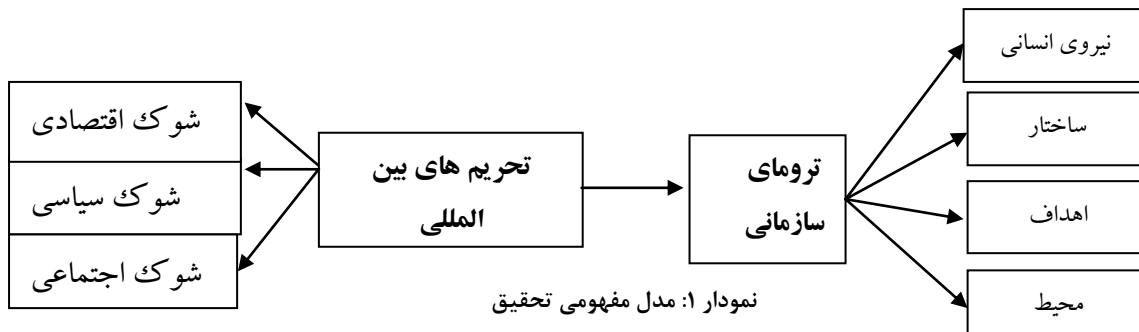 نیروی انسانی
ساختار
اهداف
محیط
ترومای
سازمانی
تحریم های بین
المللی
شوک اقتصادی
شوک سیاسی
شوک اجتماعی
نمودار ۱: مدل مفهومی تحقیق